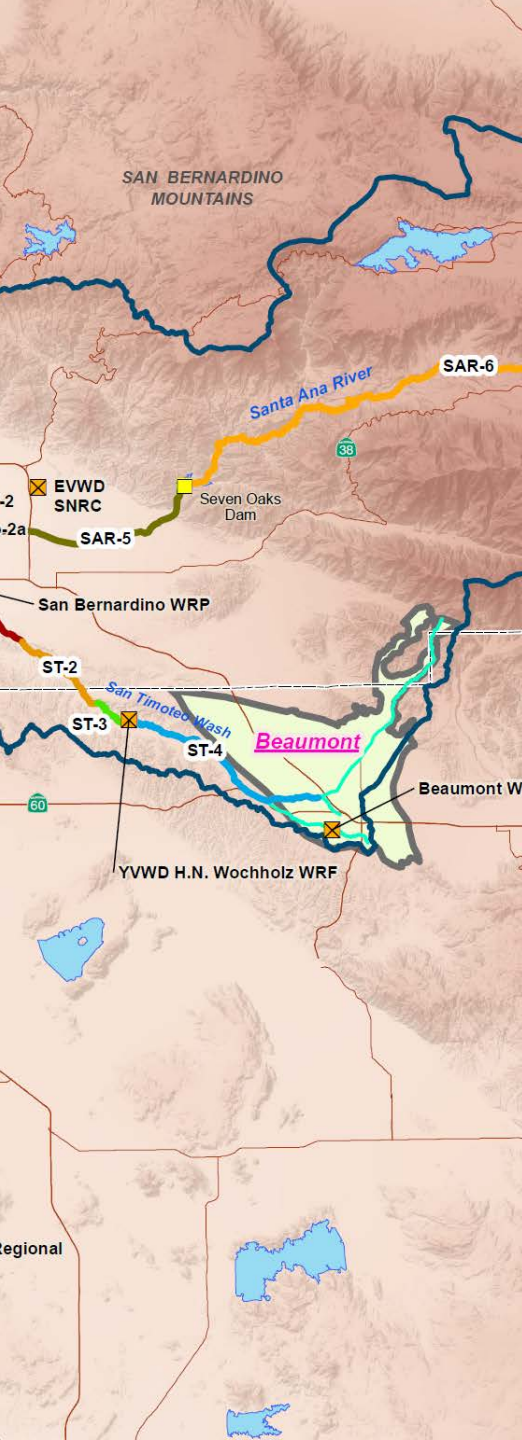 SAN BERNARDINO
MOUNTAINS
SAR-6
Santa Ana River
38
EVWD
SNRC
-2
Seven Oaks
Dam
-2a
SAR-5
San Bernardino WRP
ST-2
San Timoteo Wash
ST-3
ST-4
Beaumont
Beaumont W
60
YVWD H.N. Wochholz WRF
egional